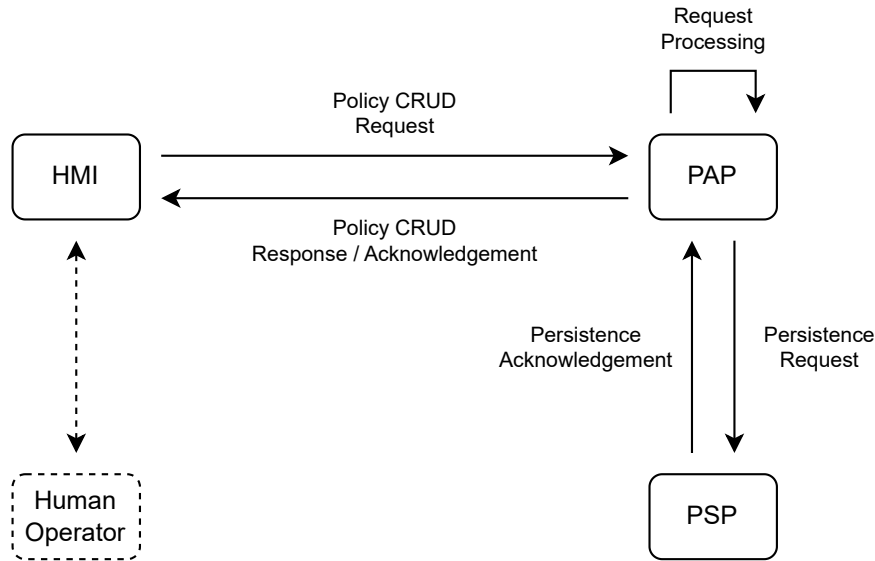 Request
Processing
Policy CRUD
Request
HMI
PAP
Policy CRUD
Response / Acknowledgement
Persistence
Acknowledgement
Persistence
Request
Human
Operator
PSP